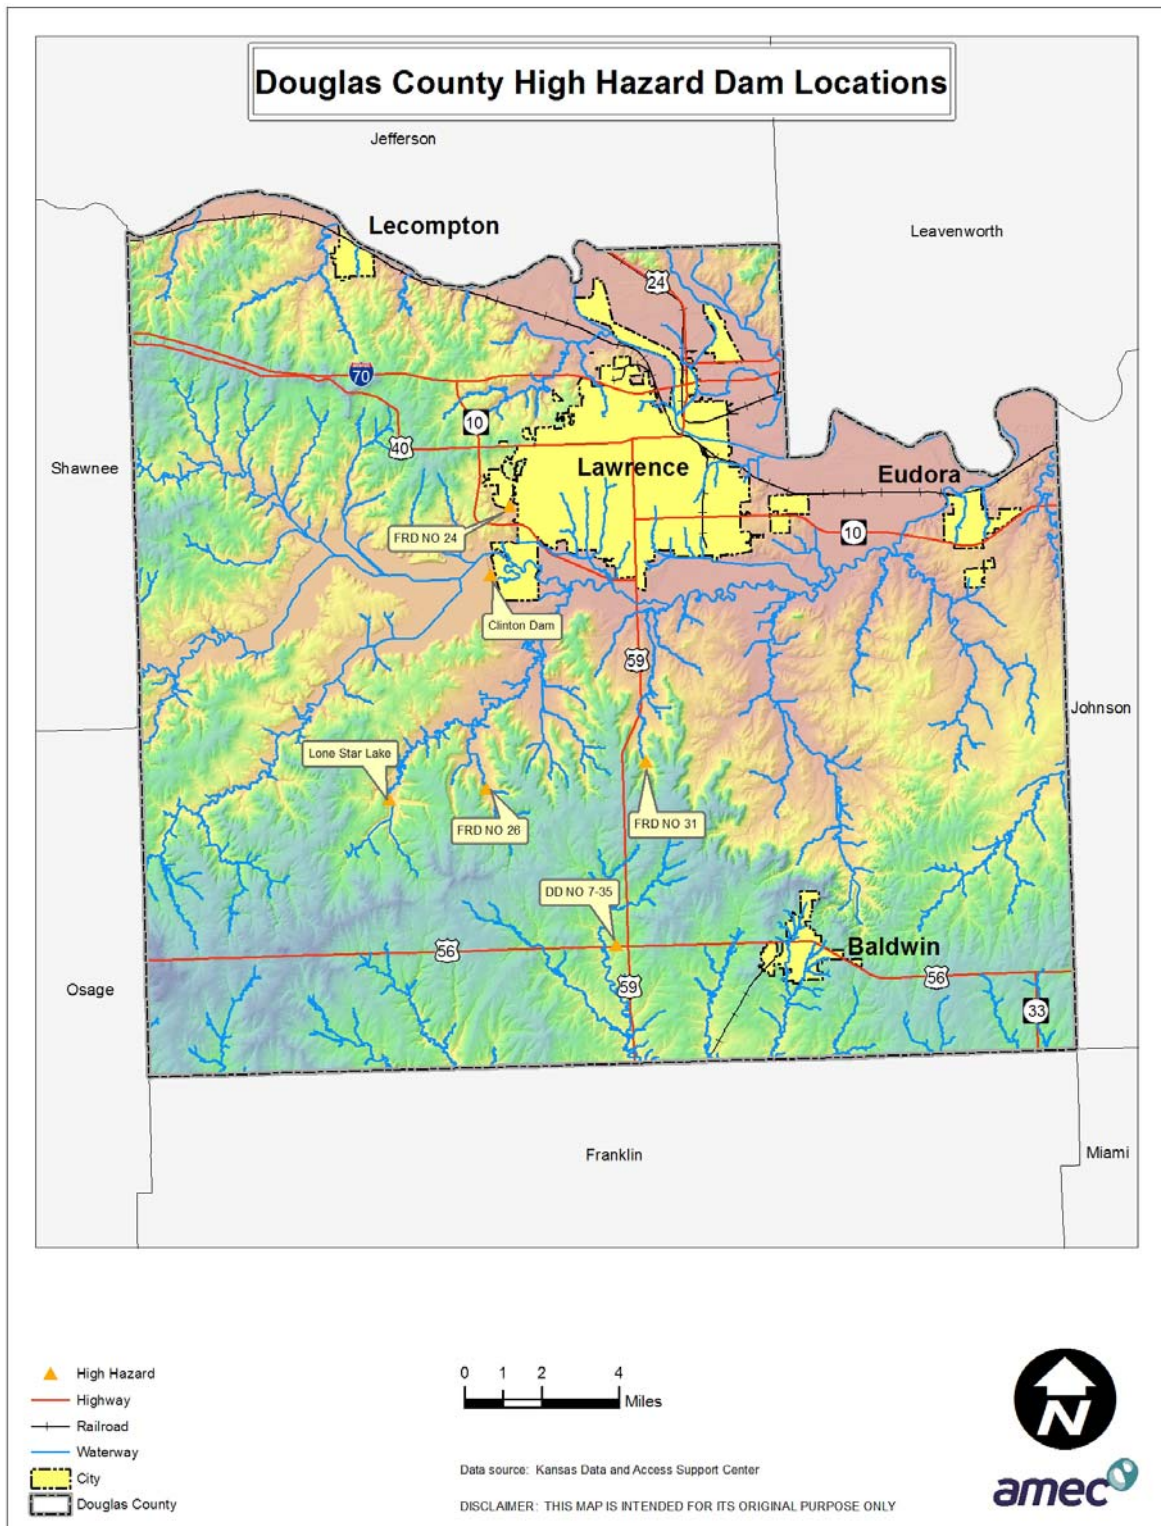 Douglas County High Hazard Dam Locations
Jefferson
Lecompton
Leavenworth
24
70
10
40
Shawnee
Lawrence
Eudora
FRD NO 24
10
Clinton Dam
59
Johnson
Lone Star Lake
FRD NO 26
FRD NO 31
DD NO 7-35
56
Baldwin
56
Osage
59
33
Franklin
Miami
High Hazard
Highway
Railroad
Waterway
City
Douglas County
0 1 2 4
Miles
N
Data source: Kansas Data and Access Support Center
DISCLAIMER: THIS MAP IS INTENDED FOR ITS ORIGINAL PURPOSE ONLY
amec